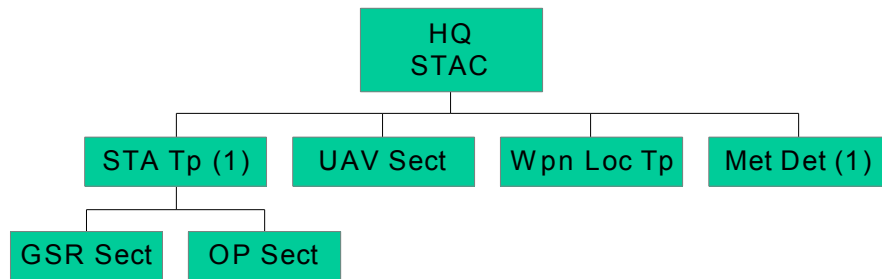 HQ
STAC
STA Tp (1)
UAV Sect
Wpn Loc Tp
Met Det (1)
GSR Sect
OP Sect